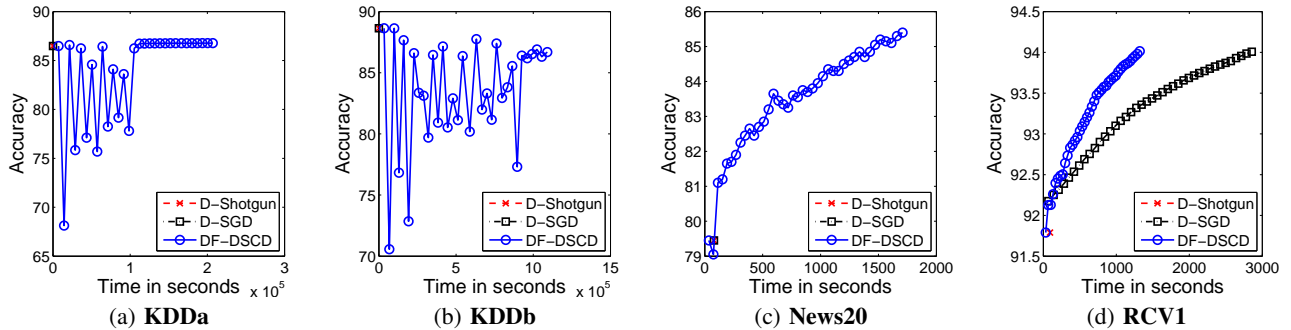 90
85
80
75
70
65
0
1
2
3
Accuracy
Time in seconds
x 10^5
D-Shotgun
D-SGD
DF-DSCD
(a) KDDa
90
85
80
75
70
0
5
10
15
Accuracy
Time in seconds
x 10^5
D-Shotgun
D-SGD
DF-DSCD
(b) KDDb
86
85
84
83
82
81
80
79
0
500
1000
1500
2000
Accuracy
Time in seconds
D-Shotgun
D-SGD
DF-DSCD
(c) News20
94.5
94
93.5
93
92.5
92
91.5
0
1000
2000
3000
Accuracy
Time in seconds
D-Shotgun
D-SGD
DF-DSCD
(d) RCV1